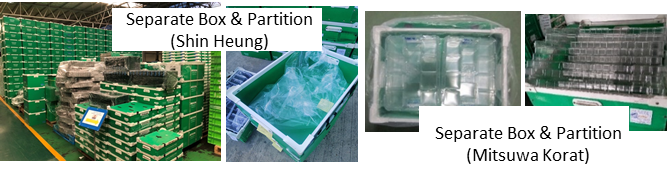 Separate Box & Partition
(Shin Heung)
Separate Box & Partition
(Mitsuwa Korat)